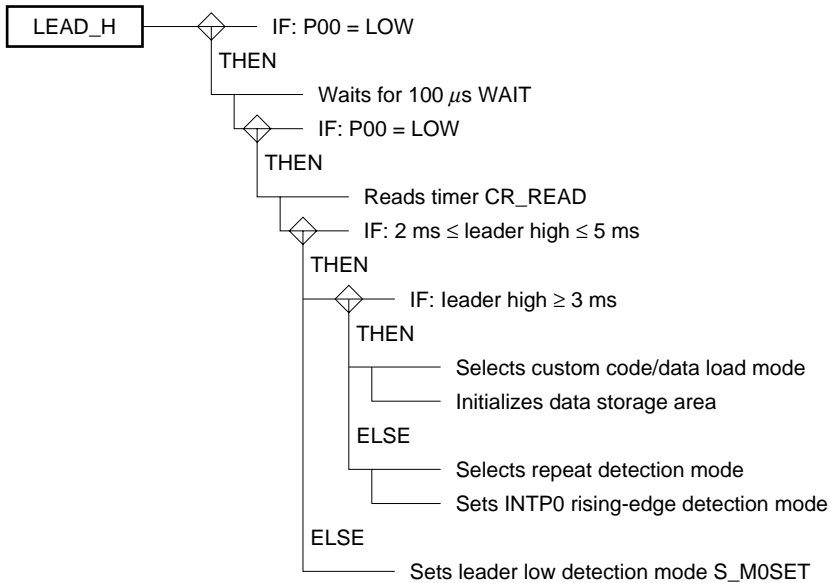 LEAD_H
IF: P00 = LOW
THEN
Waits for 100 µs WAIT
IF: P00 = LOW
THEN
Reads timer CR_READ
IF: 2 ms ≤ leader high ≤ 5 ms
THEN
IF: leader high ≥ 3 ms
THEN
Selects custom code/data load mode
Initializes data storage area
ELSE
Selects repeat detection mode
Sets INTP0 rising-edge detection mode
ELSE
Sets leader low detection mode S_M0SET